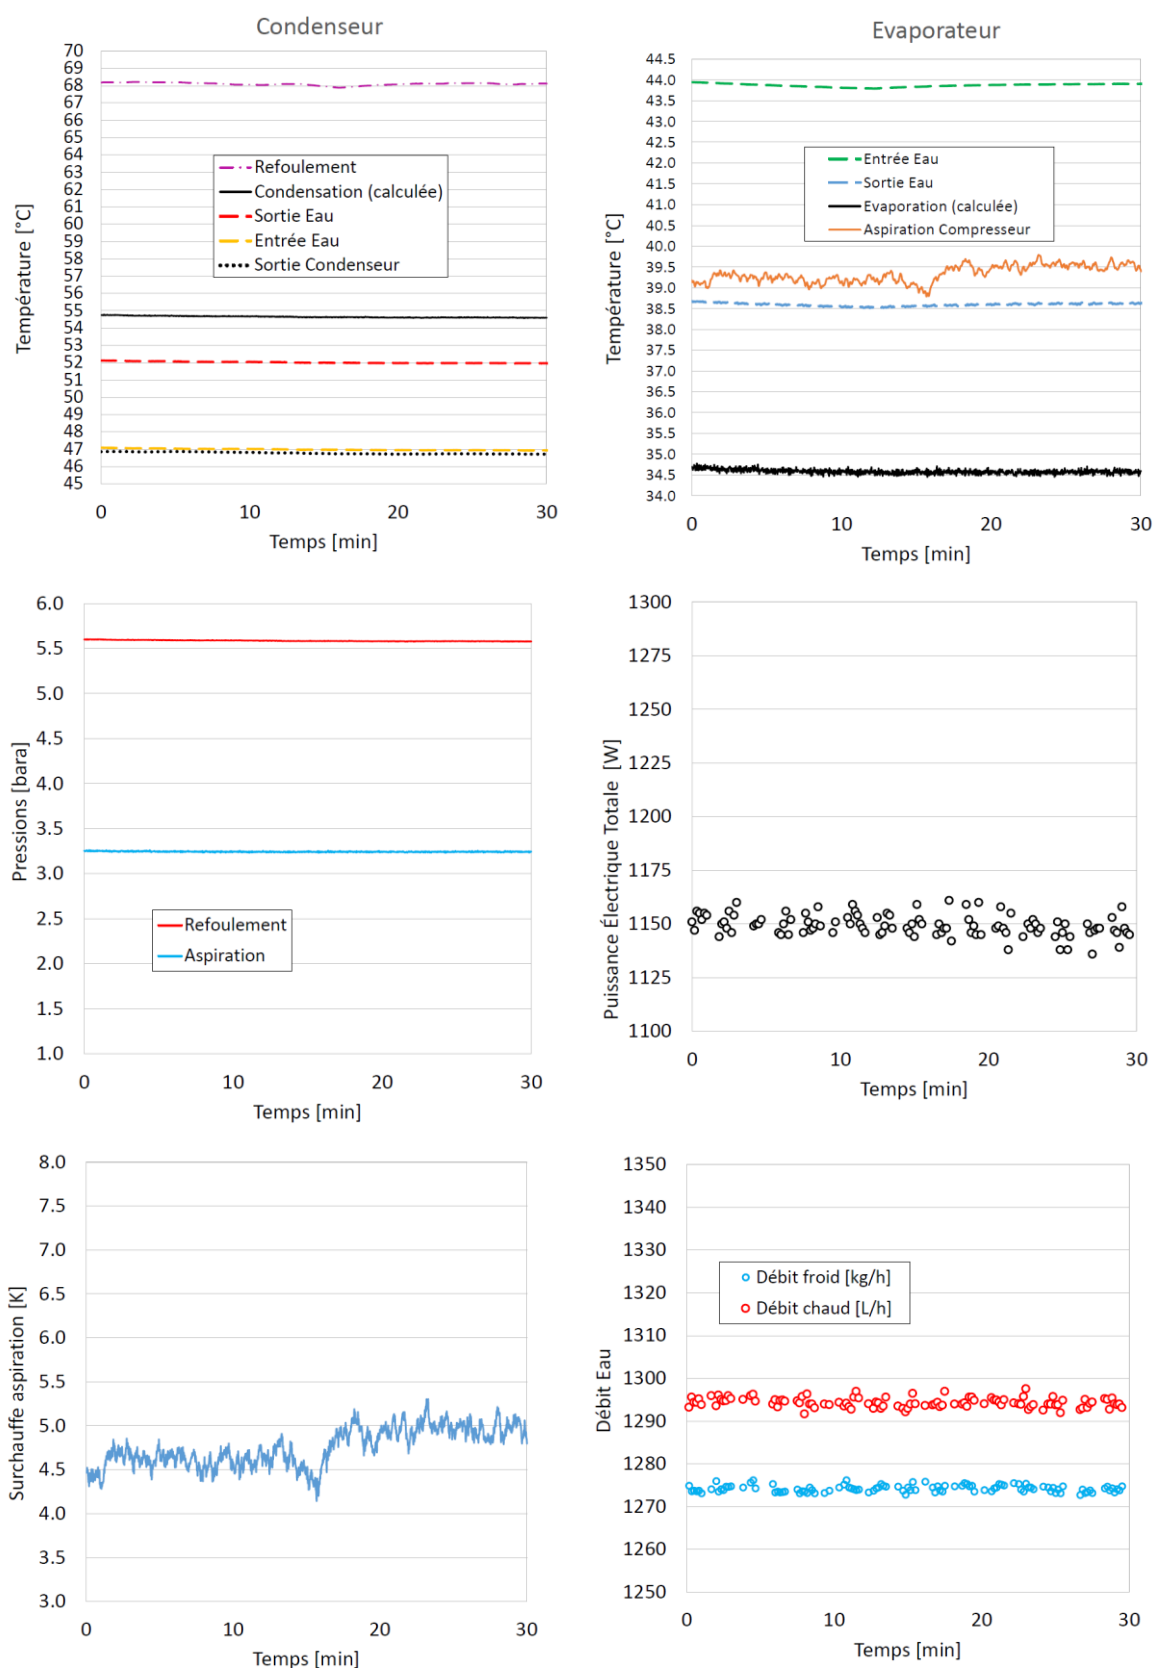 Condenseur
70
69
68
67
66
65
64
63
62
61
60
59
58
57
56
55
54
53
52
51
50
49
48
47
46
45
Température [°C]
Refoulement
Condensation (calculée)
Sortie Eau
Entrée Eau
Sortie Condenseur
0 10 20 30
Temps [min]
Evaporateur
44.5
44.0
43.5
43.0
42.5
42.0
41.5
41.0
40.5
40.0
39.5
39.0
38.5
38.0
37.5
37.0
36.5
36.0
35.5
35.0
34.5
34.0
Température [°C]
Entrée Eau
Sortie Eau
Evaporation (calculée)
Aspiration Compresseur
0 10 20 30
Temps [min]
6.0
5.5
5.0
4.5
4.0
3.5
3.0
2.5
2.0
1.5
1.0
Pressions [bara]
Refoulement
Aspiration
0 10 20 30
Temps [min]
1300
1275
1250
1225
1200
1175
1150
1125
1100
Puissance Électrique Totale [W]
0 10 20 30
Temps [min]
8.0
7.5
7.0
6.5
6.0
5.5
5.0
4.5
4.0
3.5
3.0
Surchauffe aspiration [K]
0 10 20 30
Temps [min]
1350
1340
1330
1320
1310
1300
1290
1280
1270
1260
1250
Débit Eau
Débit froid [kg/h]
Débit chaud [L/h]
0 10 20 30
Temps [min]